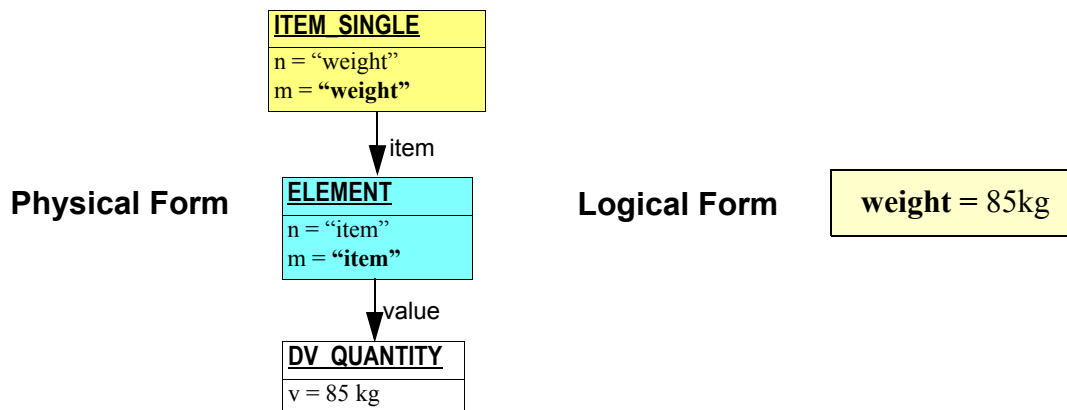 ITEM_SINGLE
n = “weight”
m = “weight”
item
Physical Form
ELEMENT
n = “item”
m = “item”
value
DV_QUANTITY
v = 85 kg
Logical Form
weight = 85kg